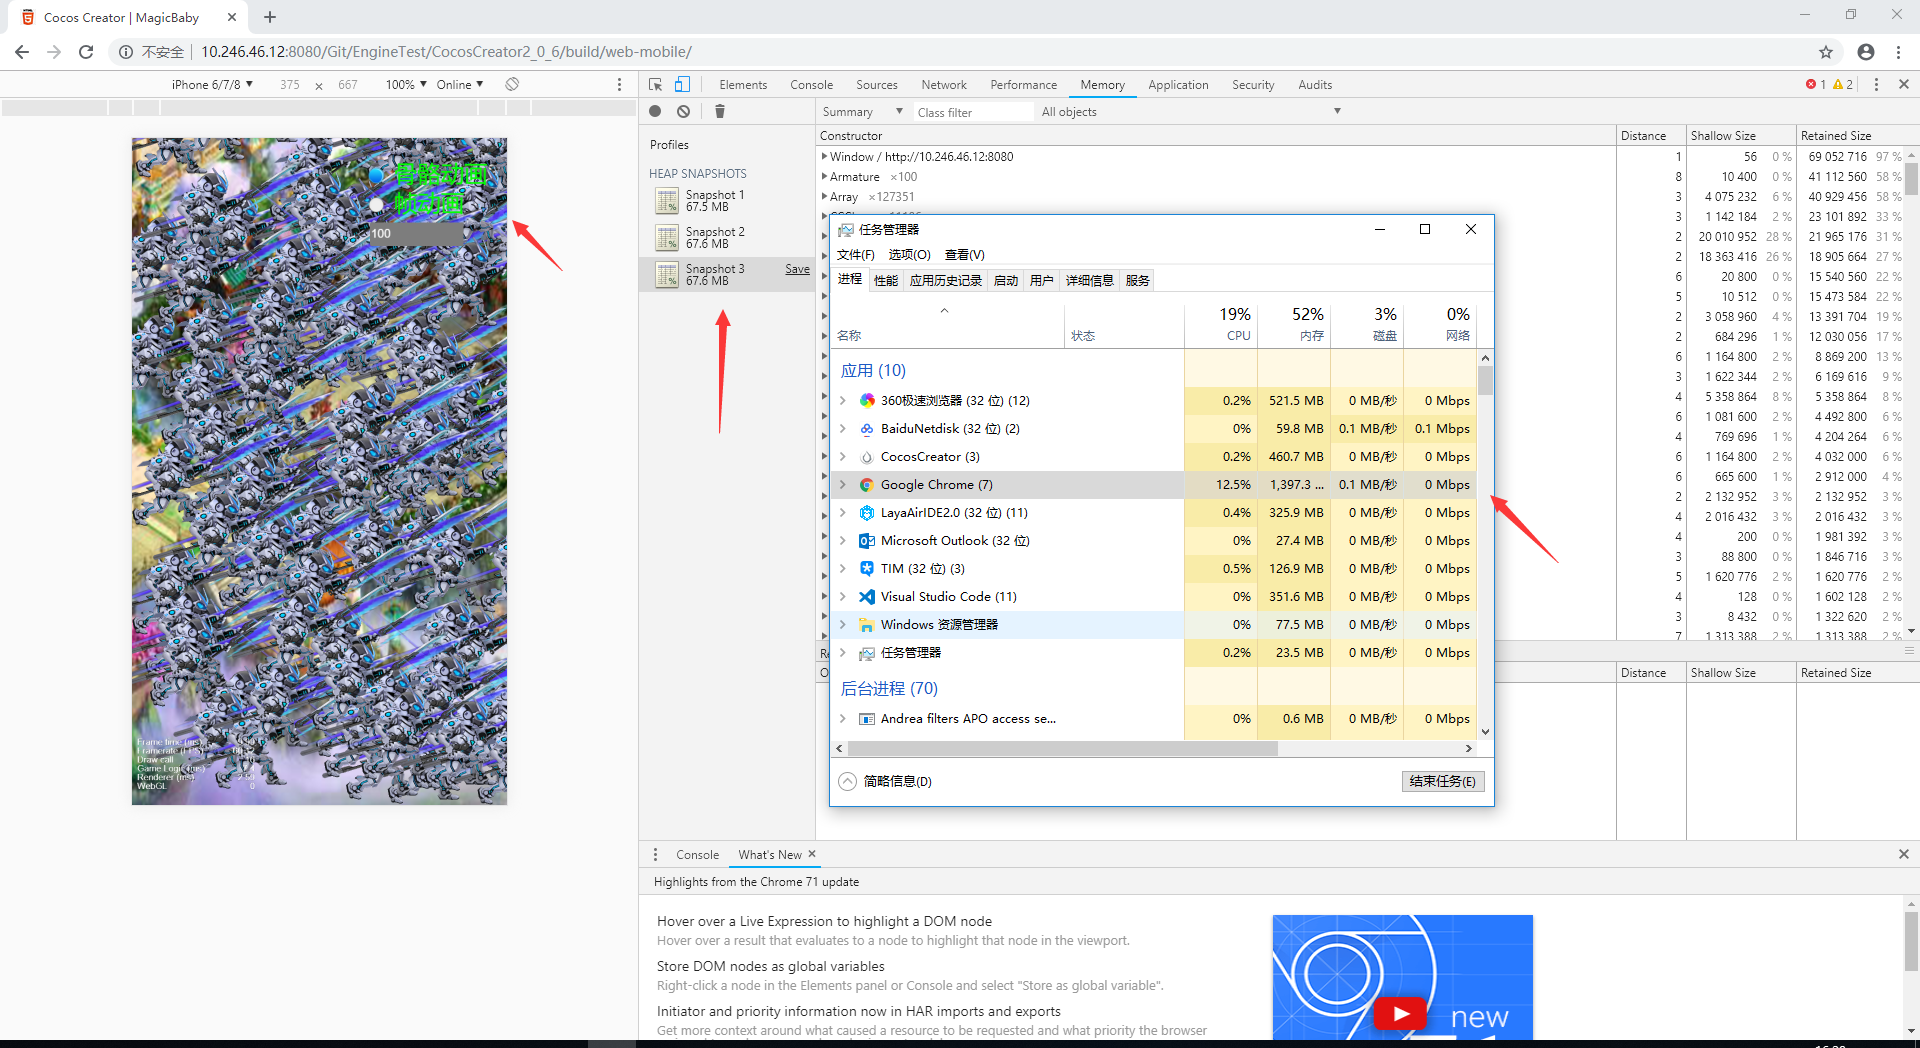 Cocos Creator | MagicBaby
不安全 10.246.46.12:8080/Git/EngineTest/CocosCreator2_0_6/build/web-mobile/
iPhone 6/7/8 375 × 667 100% Online
Elements Console Sources Network Performance Memory Application Security Audits 1 2
Summary Class filter All objects
Profiles
HEAP SNAPSHOTS
Snapshot 1
67.5 MB
Snapshot 2
67.6 MB
Snapshot 3 Save
67.6 MB
骨骼动画
帧动画
100
Frame time (ms)
Framerate (FPS)
Draw call
Game Logic (ms)
Renderer (ms)
WebGL 0
Constructor Distance Shallow Size Retained Size
Window / http://10.246.46.12:8080 1 56 0 % 69 052 716 97 %
Armature ×100 8 10 400 0 % 41 112 560 58 %
Array ×127351 3 4 075 232 6 % 40 929 456 58 %
3 1 142 184 2 % 23 101 892 33 %
2 20 010 952 28 % 21 965 176 31 %
2 18 363 416 26 % 18 905 664 27 %
6 20 800 0 % 15 540 560 22 %
5 10 512 0 % 15 473 584 22 %
2 3 058 960 4 % 13 391 704 19 %
2 684 296 1 % 12 030 056 17 %
6 1 164 800 2 % 8 869 200 13 %
3 1 622 344 2 % 6 169 616 9 %
4 5 358 864 8 % 5 358 864 8 %
6 1 081 600 2 % 4 492 800 6 %
4 769 696 1 % 4 204 264 6 %
6 1 164 800 2 % 4 032 000 6 %
6 665 600 1 % 2 912 000 4 %
2 2 132 952 3 % 2 132 952 3 %
4 2 016 432 3 % 2 016 432 3 %
4 200 0 % 1 981 392 3 %
3 88 800 0 % 1 846 716 3 %
5 1 620 776 2 % 1 620 776 2 %
4 128 0 % 1 602 128 2 %
3 8 432 0 % 1 322 620 2 %
7 1 313 388 2 % 1 313 388 2 %
Distance Shallow Size Retained Size
任务管理器
文件(F) 选项(O) 查看(V)
进程 性能 应用历史记录 启动 用户 详细信息 服务
19% 52% 3% 0%
名称 状态 CPU 内存 磁盘 网络
应用 (10)
360极速浏览器 (32 位) (12) 0.2% 521.5 MB 0 MB/秒 0 Mbps
BaiduNetdisk (32 位) (2) 0% 59.8 MB 0.1 MB/秒 0.1 Mbps
CocosCreator (3) 0.2% 460.7 MB 0 MB/秒 0 Mbps
Google Chrome (7) 12.5% 1,397.3 ... 0.1 MB/秒 0 Mbps
LayaAirIDE2.0 (32 位) (11) 0.4% 325.9 MB 0 MB/秒 0 Mbps
Microsoft Outlook (32 位) 0% 27.4 MB 0 MB/秒 0 Mbps
TIM (32 位) (3) 0.5% 126.9 MB 0 MB/秒 0 Mbps
Visual Studio Code (11) 0% 351.6 MB 0 MB/秒 0 Mbps
Windows 资源管理器 0% 77.5 MB 0 MB/秒 0 Mbps
任务管理器 0.2% 23.5 MB 0 MB/秒 0 Mbps
后台进程 (70)
Andrea filters APO access se... 0% 0.6 MB 0 MB/秒 0 Mbps
简略信息(D) 结束任务(E)
Console What's New
Highlights from the Chrome 71 update
Hover over a Live Expression to highlight a DOM node
Hover over a result that evaluates to a node to highlight that node in the viewport.
Store DOM nodes as global variables
Right-click a node in the Elements panel or Console and select "Store as global variable".
Initiator and priority information now in HAR imports and exports
Get more context around what caused a resource to be requested and what priority the browser
new